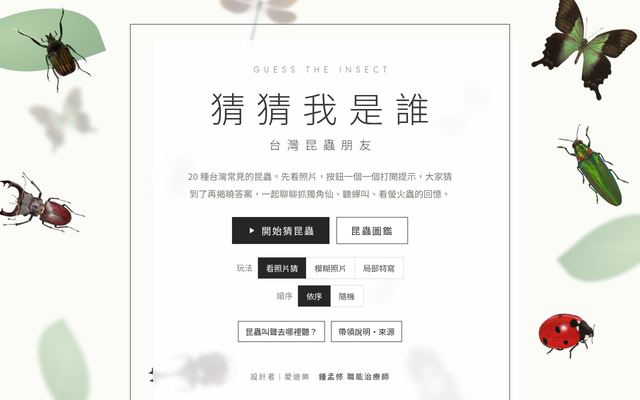 GUESS THE INSECT
猜猜我是誰
台灣昆蟲朋友
20 種台灣常見的昆蟲。先看照片，按鈕一個一個打開提示，大家猜
到了再揭曉答案，一起聊聊抓獨角仙、聽蟬叫、看螢火蟲的回憶。
▶ 開始猜昆蟲 昆蟲圖鑑
玩法 看照片猜 模糊照片 局部特寫
順序 依序 隨機
昆蟲叫聲去哪裡聽？ 帶領說明・來源
設計者｜愛迪樂 鍾孟修 職能治療師